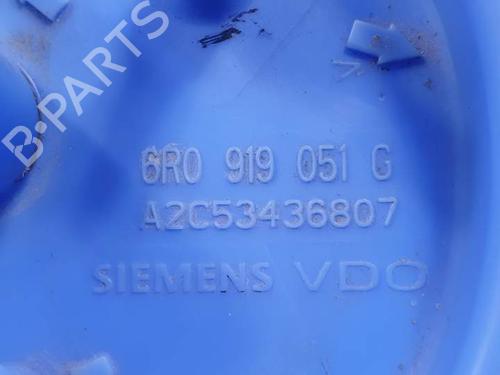 6R0 919 051 G
A2C53436807
SIEMENS VDO
B-PARTS